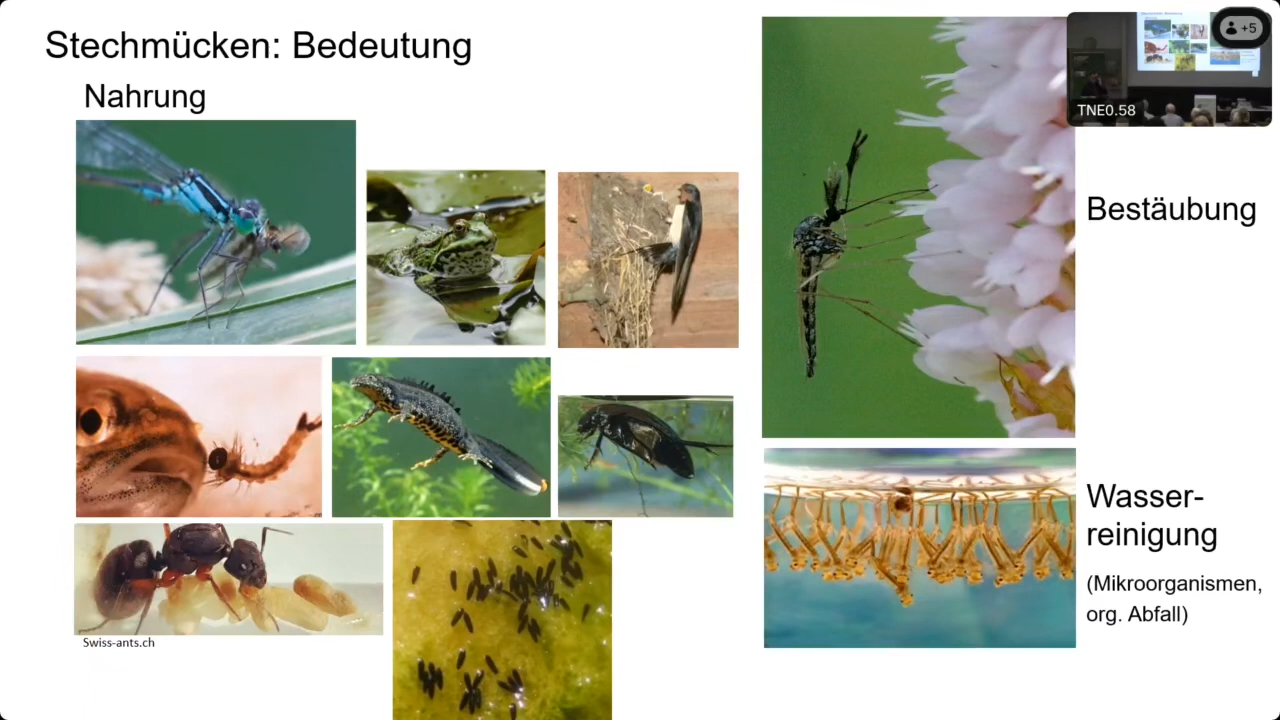 Stechmücken: Bedeutung
Nahrung
+5
TNE0.58
Bestäubung
Wasser-
reinigung
(Mikroorganismen,
org. Abfall)
Swiss-ants.ch